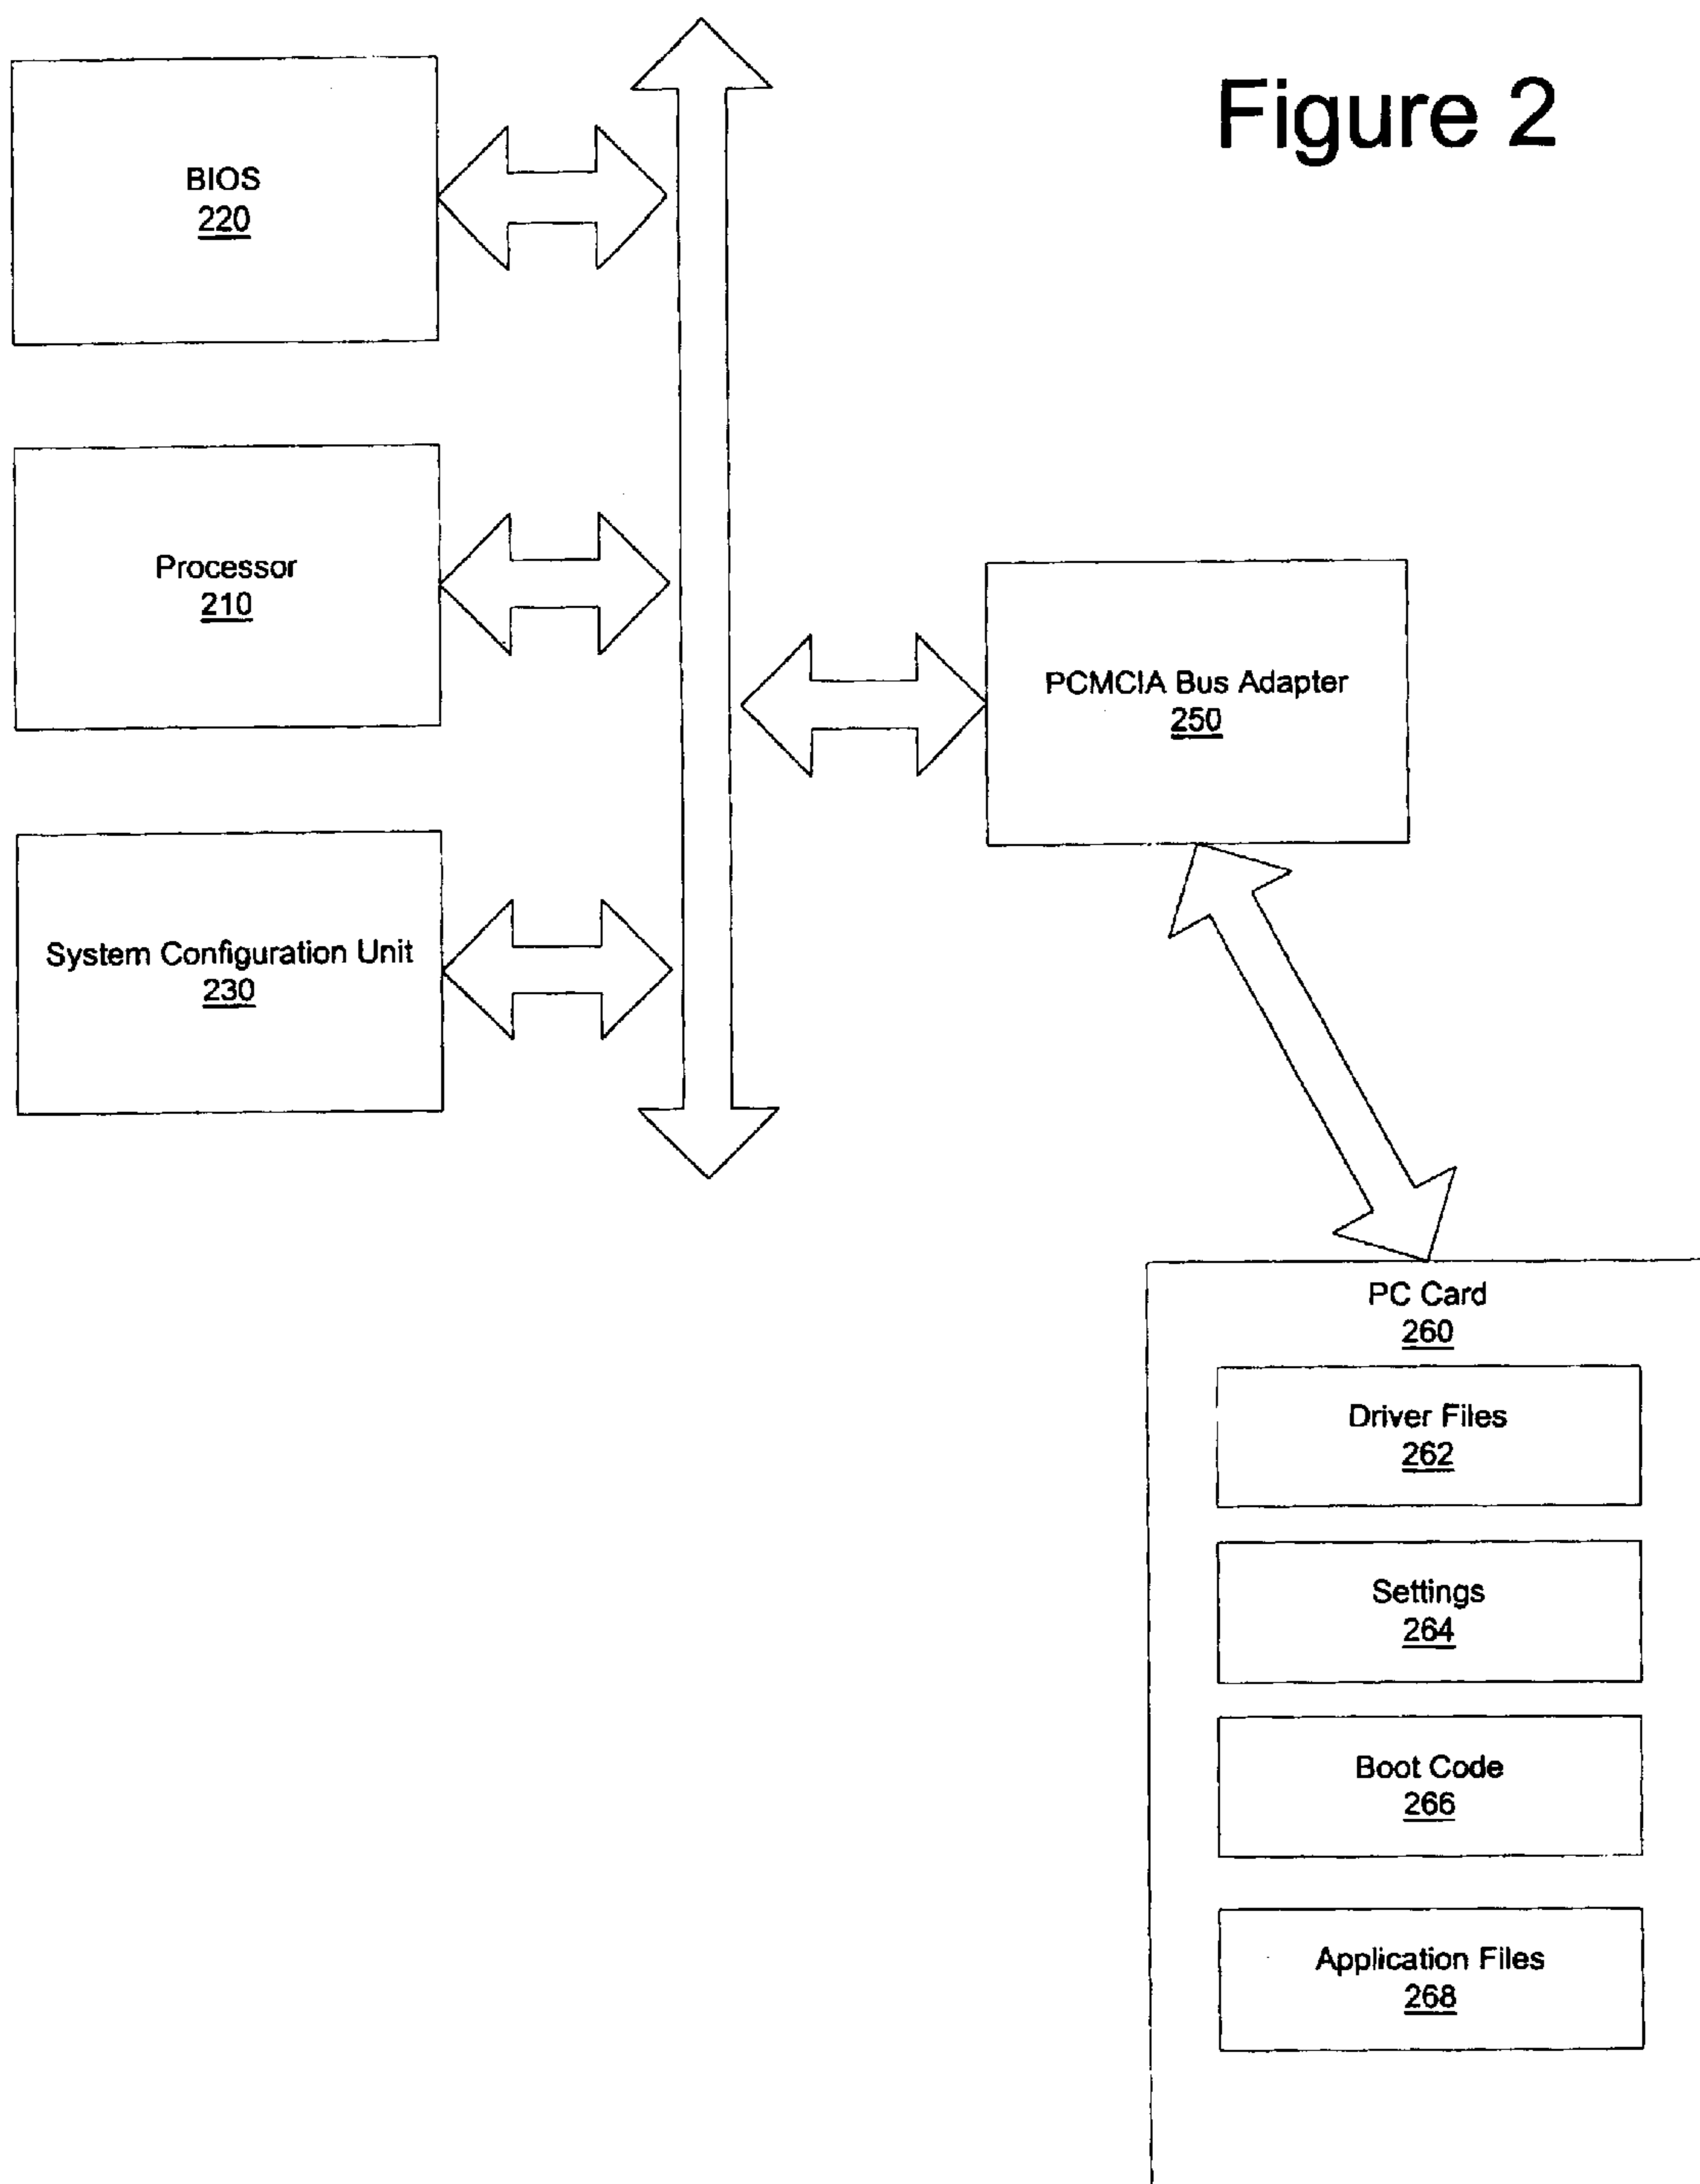 Figure 2
BIOS
220
Processor
210
PCMCIA Bus Adapter
250
System Configuration Unit
230
PC Card
260
Driver Files
262
Settings
264
Boot Code
266
Application Files
268